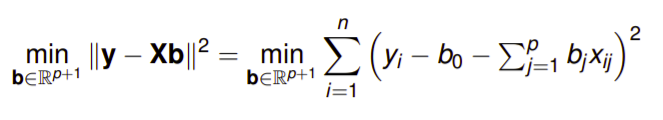 min_{b∈ℝ^{p+1}} ‖y − Xb‖² = min_{b∈ℝ^{p+1}} ∑_{i=1}^{n} (y_i − b_0 − ∑_{j=1}^{p} b_j x_{ij})²